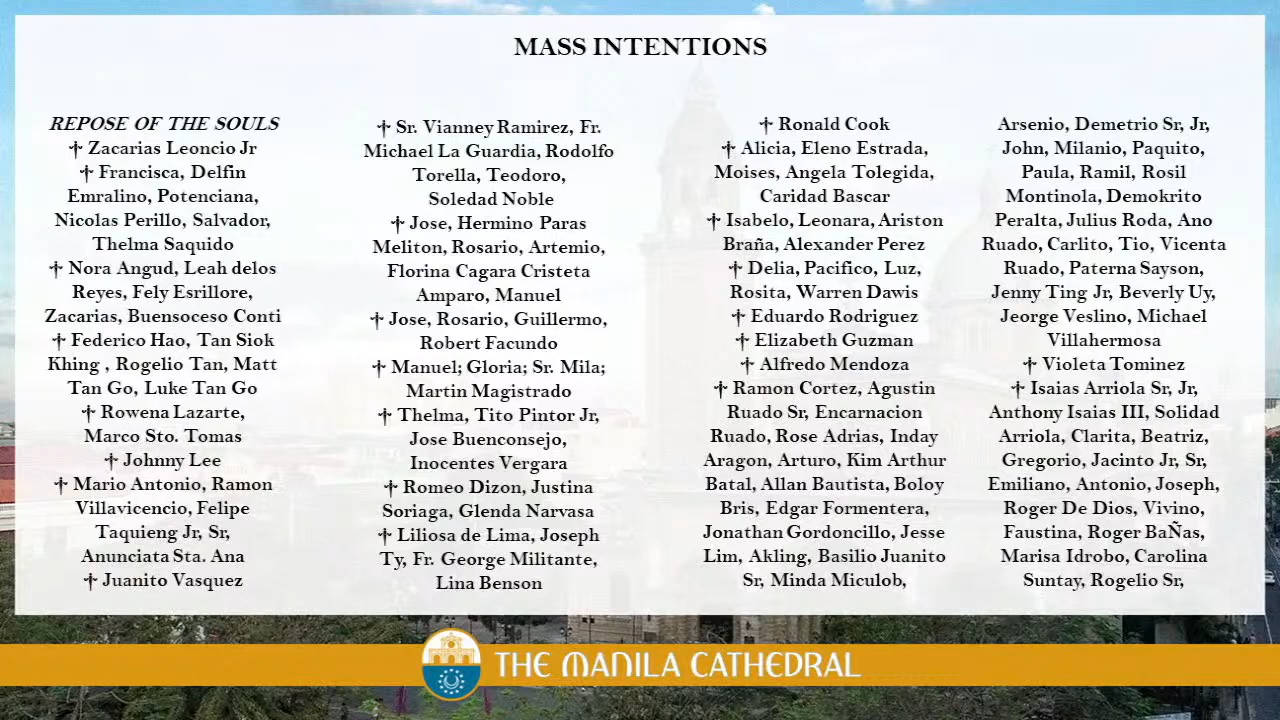 MASS INTENTIONS
REPOSE OF THE SOULS
♱ Zacarias Leoncio Jr
♱ Francisca, Delfin
Emralino, Potenciana,
Nicolas Perillo, Salvador,
Thelma Saquido
♱ Nora Angud, Leah delos
Reyes, Fely Esrillore,
Zacarias, Buensoceso Conti
♱ Federico Hao, Tan Siok
Khing , Rogelio Tan, Matt
Tan Go, Luke Tan Go
♱ Rowena Lazarte,
Marco Sto. Tomas
♱ Johnny Lee
♱ Mario Antonio, Ramon
Villavicencio, Felipe
Taquieng Jr, Sr,
Anunciata Sta. Ana
♱ Juanito Vasquez
♱ Sr. Vianney Ramirez, Fr.
Michael La Guardia, Rodolfo
Torella, Teodoro,
Soledad Noble
♱ Jose, Hermino Paras
Meliton, Rosario, Artemio,
Florina Cagara Cristeta
Amparo, Manuel
♱ Jose, Rosario, Guillermo,
Robert Facundo
♱ Manuel; Gloria; Sr. Mila;
Martin Magistrado
♱ Thelma, Tito Pintor Jr,
Jose Buenconsejo,
Inocentes Vergara
♱ Romeo Dizon, Justina
Soriaga, Glenda Narvasa
♱ Liliosa de Lima, Joseph
Ty, Fr. George Militante,
Lina Benson
♱ Ronald Cook
♱ Alicia, Eleno Estrada,
Moises, Angela Tolegida,
Caridad Bascar
♱ Isabelo, Leonara, Ariston
Braña, Alexander Perez
♱ Delia, Pacifico, Luz,
Rosita, Warren Dawis
♱ Eduardo Rodriguez
♱ Elizabeth Guzman
♱ Alfredo Mendoza
♱ Ramon Cortez, Agustin
Ruado Sr, Encarnacion
Ruado, Rose Adrias, Inday
Aragon, Arturo, Kim Arthur
Batal, Allan Bautista, Boloy
Bris, Edgar Formentera,
Jonathan Gordoncillo, Jesse
Lim, Akling, Basilio Juanito
Sr, Minda Miculob,
Arsenio, Demetrio Sr, Jr,
John, Milanio, Paquito,
Paula, Ramil, Rosil
Montinola, Demokrito
Peralta, Julius Roda, Ano
Ruado, Carlito, Tio, Vicenta
Ruado, Paterna Sayson,
Jenny Ting Jr, Beverly Uy,
Jeorge Veslino, Michael
Villahermosa
♱ Violeta Tominez
♱ Isaias Arriola Sr, Jr,
Anthony Isaias III, Solidad
Arriola, Clarita, Beatriz,
Gregorio, Jacinto Jr, Sr,
Emiliano, Antonio, Joseph,
Roger De Dios, Vivino,
Faustina, Roger BaÑas,
Marisa Idrobo, Carolina
Suntay, Rogelio Sr,
THE MANILA CATHEDRAL